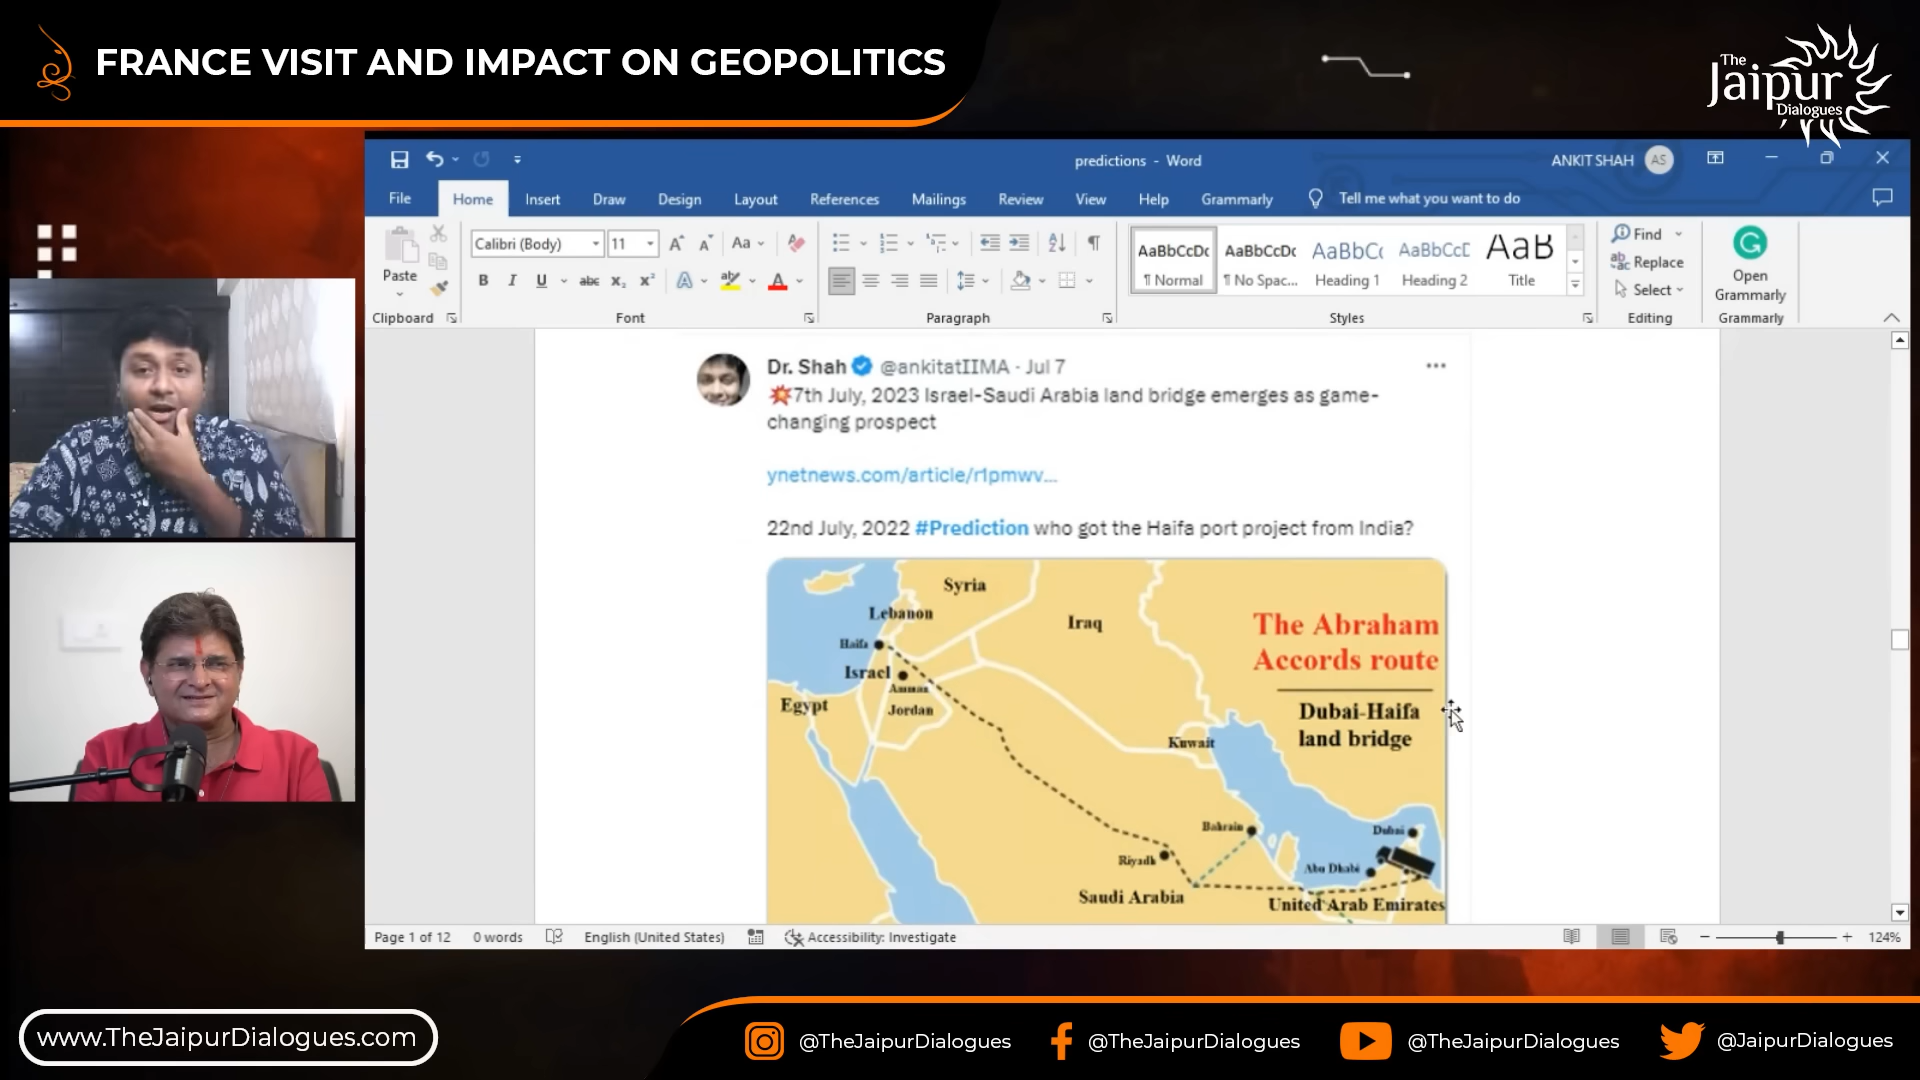 FRANCE VISIT AND IMPACT ON GEOPOLITICS
The
Jaipur
Dialogues
predictions - Word
ANKIT SHAH
AS
File
Home
Insert
Draw
Design
Layout
References
Mailings
Review
View
Help
Grammarly
Tell me what you want to do
Paste
Clipboard
Calibri (Body)
11
Aa
B I U abc x₂ x²
Font
Paragraph
AaBbCcDc
¶ Normal
AaBbCcDc
¶ No Spac...
AaBbCc
Heading 1
AaBbCcE
Heading 2
AaB
Title
Styles
Find
Replace
Select
Editing
Open
Grammarly
Grammarly
Dr. Shah @ankitatIIMA · Jul 7
7th July, 2023 Israel-Saudi Arabia land bridge emerges as game-
changing prospect
ynetnews.com/article/r1pmwv...
22nd July, 2022 #Prediction who got the Haifa port project from India?
Syria
Lebanon
Iraq
Haifa
Israel
Amman
Egypt
Jordan
Kuwait
The Abraham
Accords route
Dubai-Haifa
land bridge
Bahrain
Dubai
Riyadh
Abu Dhabi
Saudi Arabia
United Arab Emirates
Page 1 of 12
0 words
English (United States)
Accessibility: Investigate
124%
www.TheJaipurDialogues.com
@TheJaipurDialogues
@TheJaipurDialogues
@TheJaipurDialogues
@JaipurDialogues